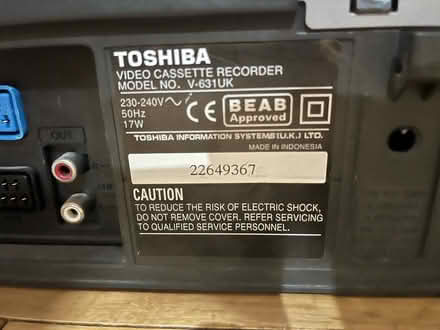 TOSHIBA
VIDEO CASSETTE RECORDER
MODEL NO. V-631UK
230-240V~
50Hz
17W
CE
BEAB
Approved
TOSHIBA INFORMATION SYSTEMS(U.K.) LTD.
MADE IN INDONESIA
22649367
CAUTION
TO REDUCE THE RISK OF ELECTRIC SHOCK,
DO NOT REMOVE COVER. REFER SERVICING
TO QUALIFIED SERVICE PERSONNEL.
OUT